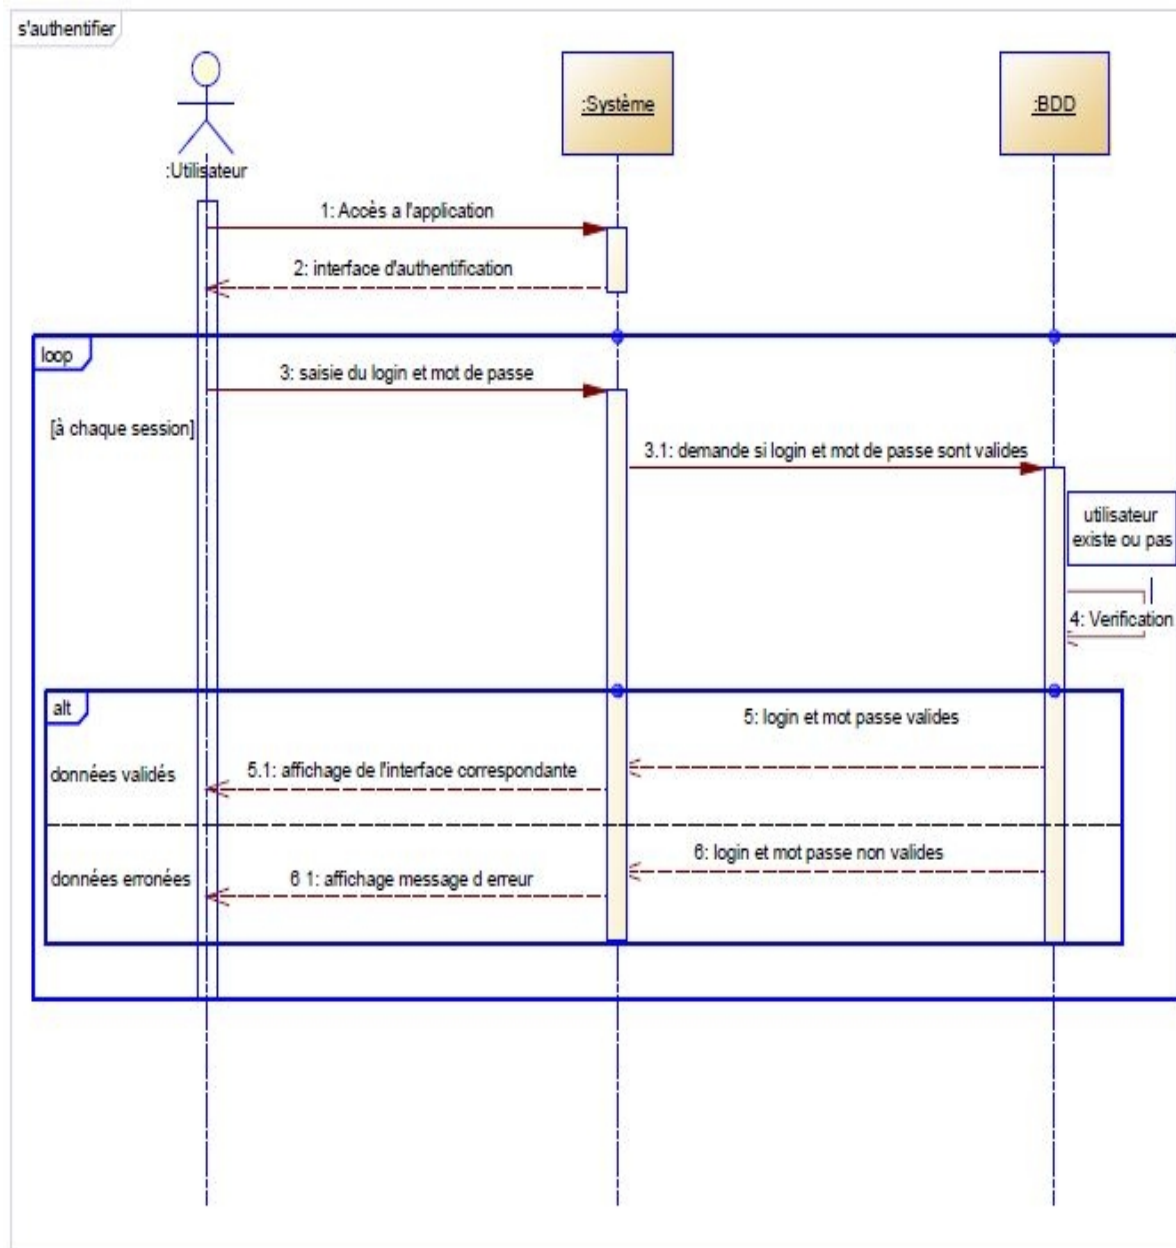 s'authentifier
:Système
:BDD
:Utilisateur
1: Accès a l'application
2: interface d'authentification
loop
3: saisie du login et mot de passe
[à chaque session]
3.1: demande si login et mot de passe sont valides
utilisateur
existe ou pas
4: Verification
alt
5: login et mot passe valides
données validés
5.1: affichage de l'interface correspondante
6: login et mot passe non valides
données erronées
6 1: affichage message d erreur